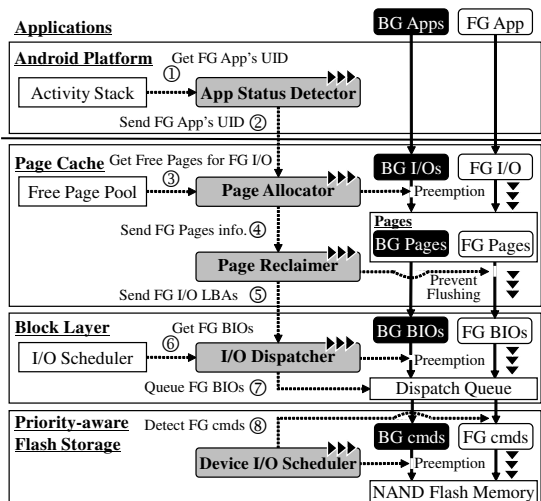 Applications
BG Apps
FG App
Android Platform
Get FG App's UID
①
Activity Stack
App Status Detector
Send FG App's UID ②
Page Cache
Get Free Pages for FG I/O
③
BG I/Os
FG I/O
Free Page Pool
Page Allocator
Preemption
Send FG Pages info. ④
Pages
BG Pages
FG Pages
Page Reclaimer
Prevent
Flushing
Send FG I/O LBAs ⑤
Block Layer
Get FG BIOs
⑥
BG BIOs
FG BIOs
I/O Scheduler
I/O Dispatcher
Preemption
Queue FG BIOs ⑦
Dispatch Queue
Priority-aware
Flash Storage
Detect FG cmds ⑧
BG cmds
FG cmds
Device I/O Scheduler
Preemption
NAND Flash Memory